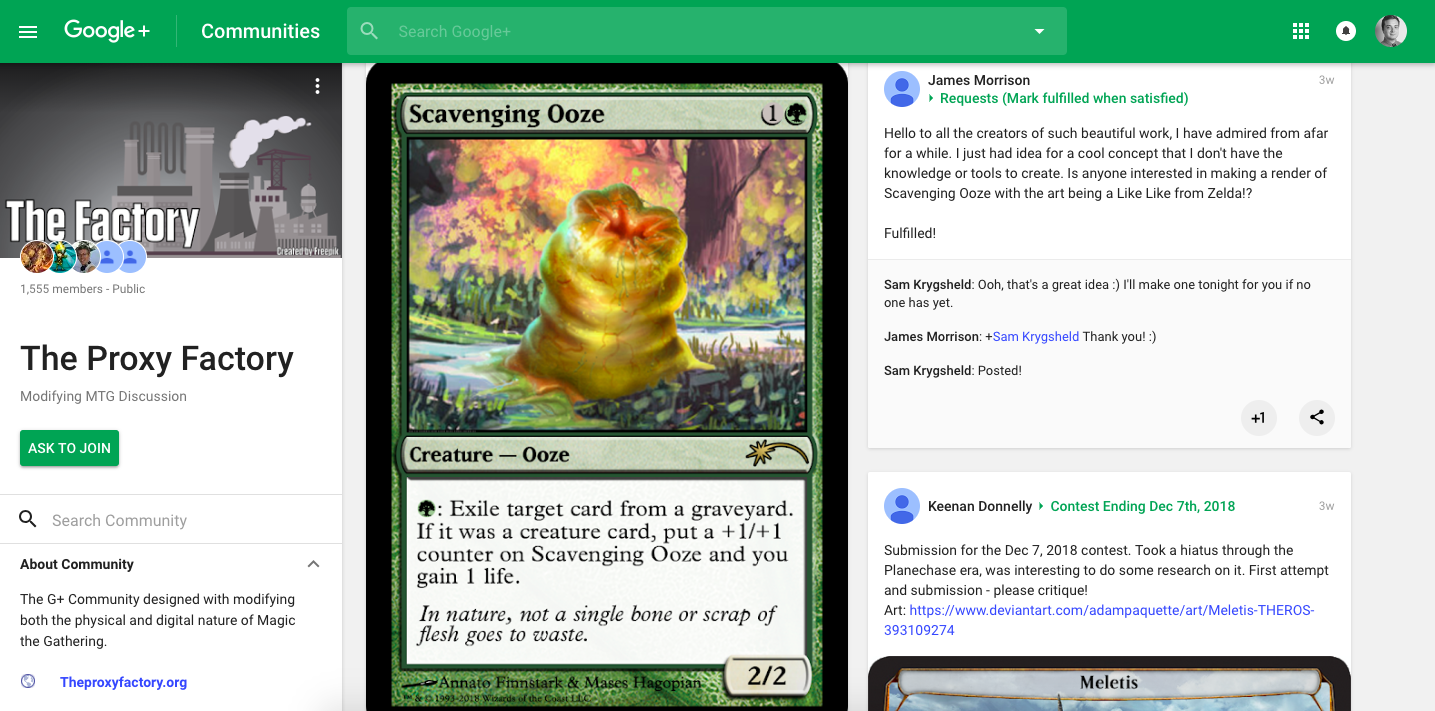 Google+
Communities
Search Google+
The Factory
Created by Freepik
1,555 members - Public
The Proxy Factory
Modifying MTG Discussion
ASK TO JOIN
Search Community
About Community
The G+ Community designed with modifying
both the physical and digital nature of Magic
the Gathering.
Theproxyfactory.org
Scavenging Ooze
1
Creature — Ooze
: Exile target card from a graveyard.
If it was a creature card, put a +1/+1
counter on Scavenging Ooze and you
gain 1 life.
In nature, not a single bone or scrap of
flesh goes to waste.
Annato Finnstark & Mases Hagopian
2/2
™ & © 1993-2018 Wizards of the Coast LLC
James Morrison
3w
Requests (Mark fulfilled when satisfied)
Hello to all the creators of such beautiful work, I have admired from afar
for a while. I just had idea for a cool concept that I don't have the
knowledge or tools to create. Is anyone interested in making a render of
Scavenging Ooze with the art being a Like Like from Zelda!?
Fulfilled!
Sam Krygsheld: Ooh, that's a great idea :) I'll make one tonight for you if no
one has yet.
James Morrison: +Sam Krygsheld Thank you! :)
Sam Krygsheld: Posted!
+1
Keenan Donnelly
Contest Ending Dec 7th, 2018
3w
Submission for the Dec 7, 2018 contest. Took a hiatus through the
Planechase era, was interesting to do some research on it. First attempt
and submission - please critique!
Art: https://www.deviantart.com/adampaquette/art/Meletis-THEROS-
393109274
Meletis